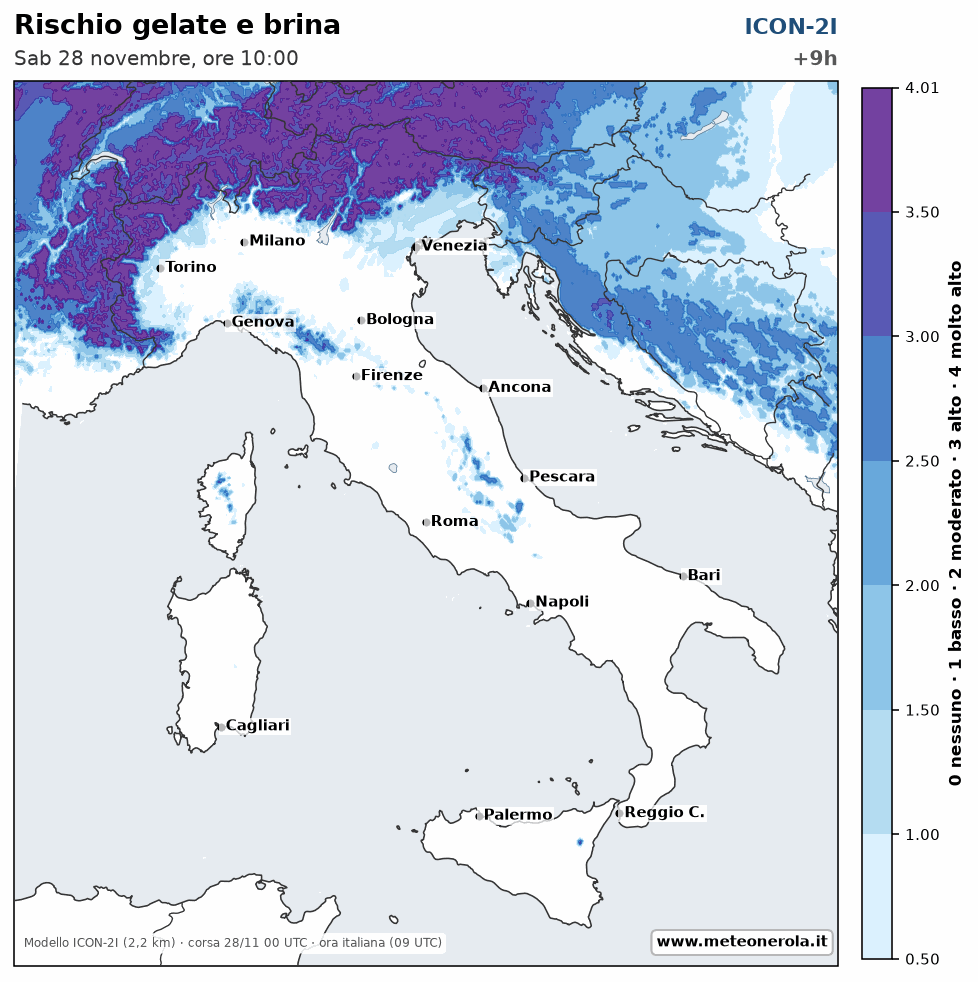 Rischio gelate e brina
ICON-2I
Sab 28 novembre, ore 10:00
+9h
4.01
3.50
3.00
2.50
2.00
1.50
1.00
0.50
0 nessuno · 1 basso · 2 moderato · 3 alto · 4 molto alto
Milano
Venezia
Torino
Genova
Bologna
Firenze
Ancona
Pescara
Roma
Bari
Napoli
Cagliari
Palermo
Reggio C.
Modello ICON-2I (2,2 km) · corsa 28/11 00 UTC · ora italiana (09 UTC)
www.meteonerola.it